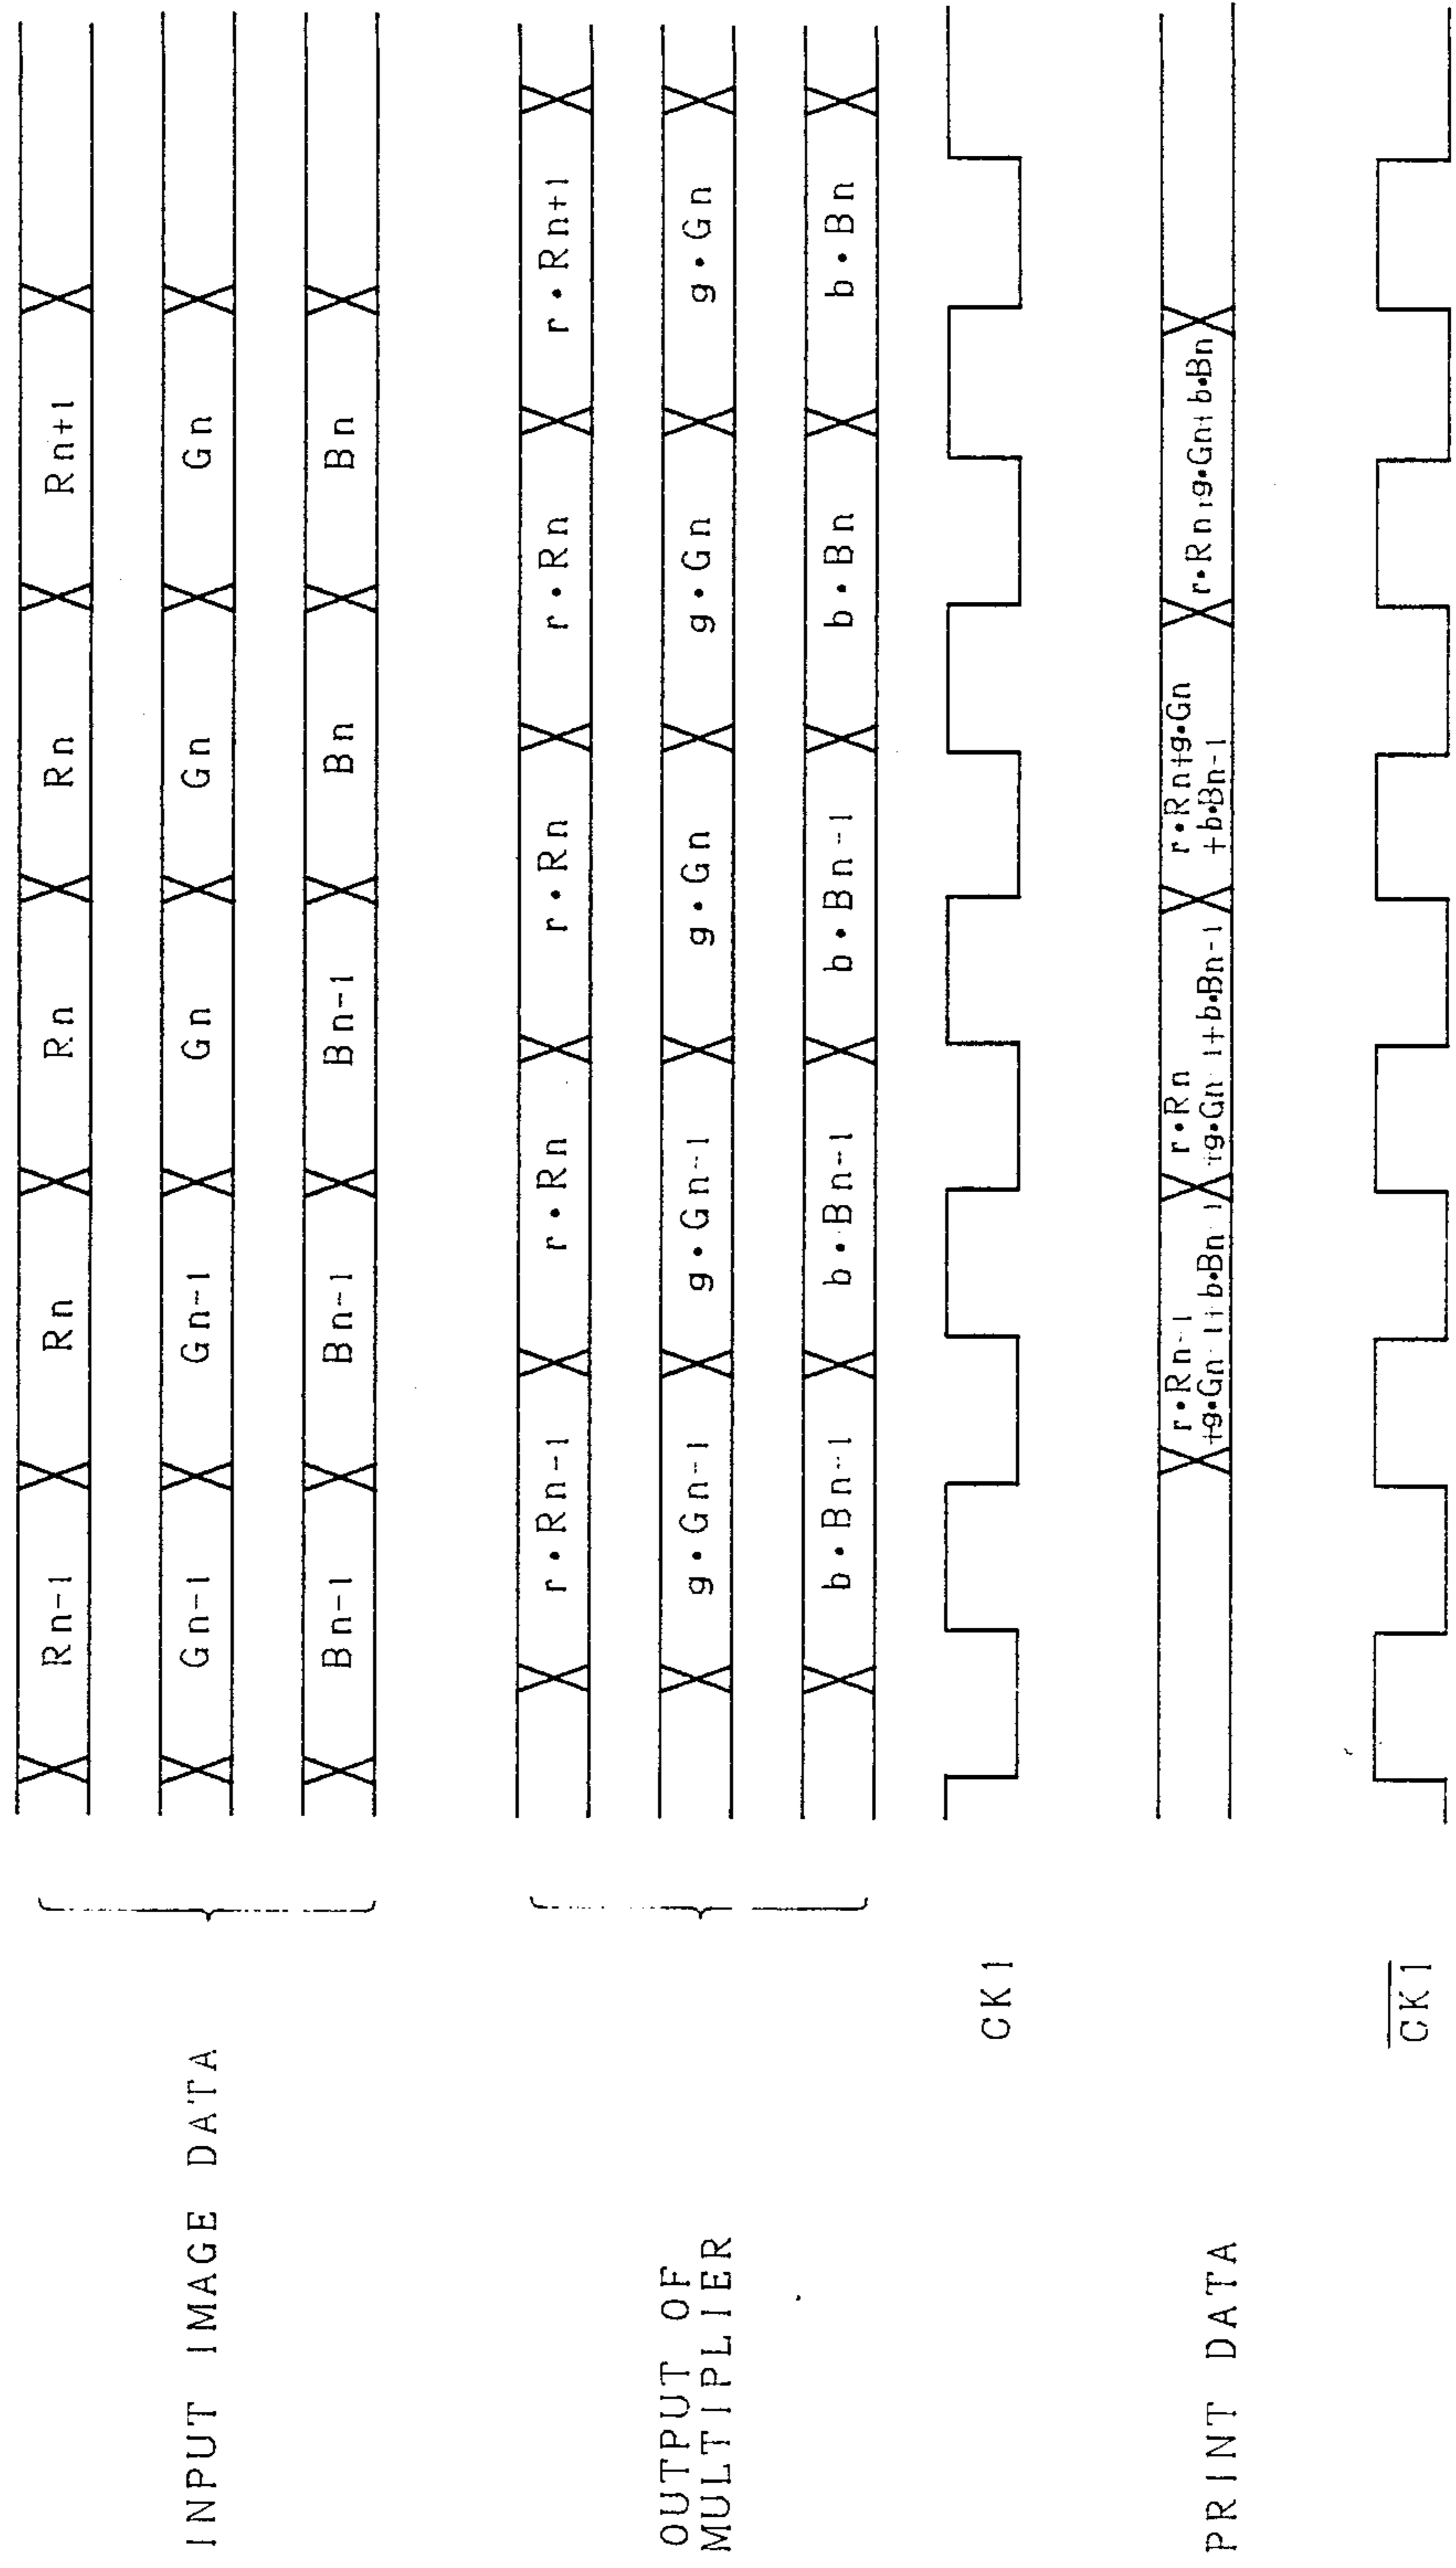 INPUT IMAGE DATA
Rn-1 Rn Rn Rn Rn+1
Gn-1 Gn-1 Gn Gn Gn
Bn-1 Bn-1 Bn-1 Bn Bn
OUTPUT OF
MULTIPLIER
r•Rn-1 r•Rn r•Rn r•Rn r•Rn+1
g•Gn-1 g•Gn-1 g•Gn g•Gn g•Gn
b•Bn-1 b•Bn-1 b•Bn-1 b•Bn b•Bn
CK1
PRINT DATA
r•Rn-1
+g•Gn-1+b•Bn-1
r•Rn
+g•Gn-1+b•Bn-1
r•Rn+g•Gn
+b•Bn-1
r•Rn+g•Gn+b•Bn
CK1